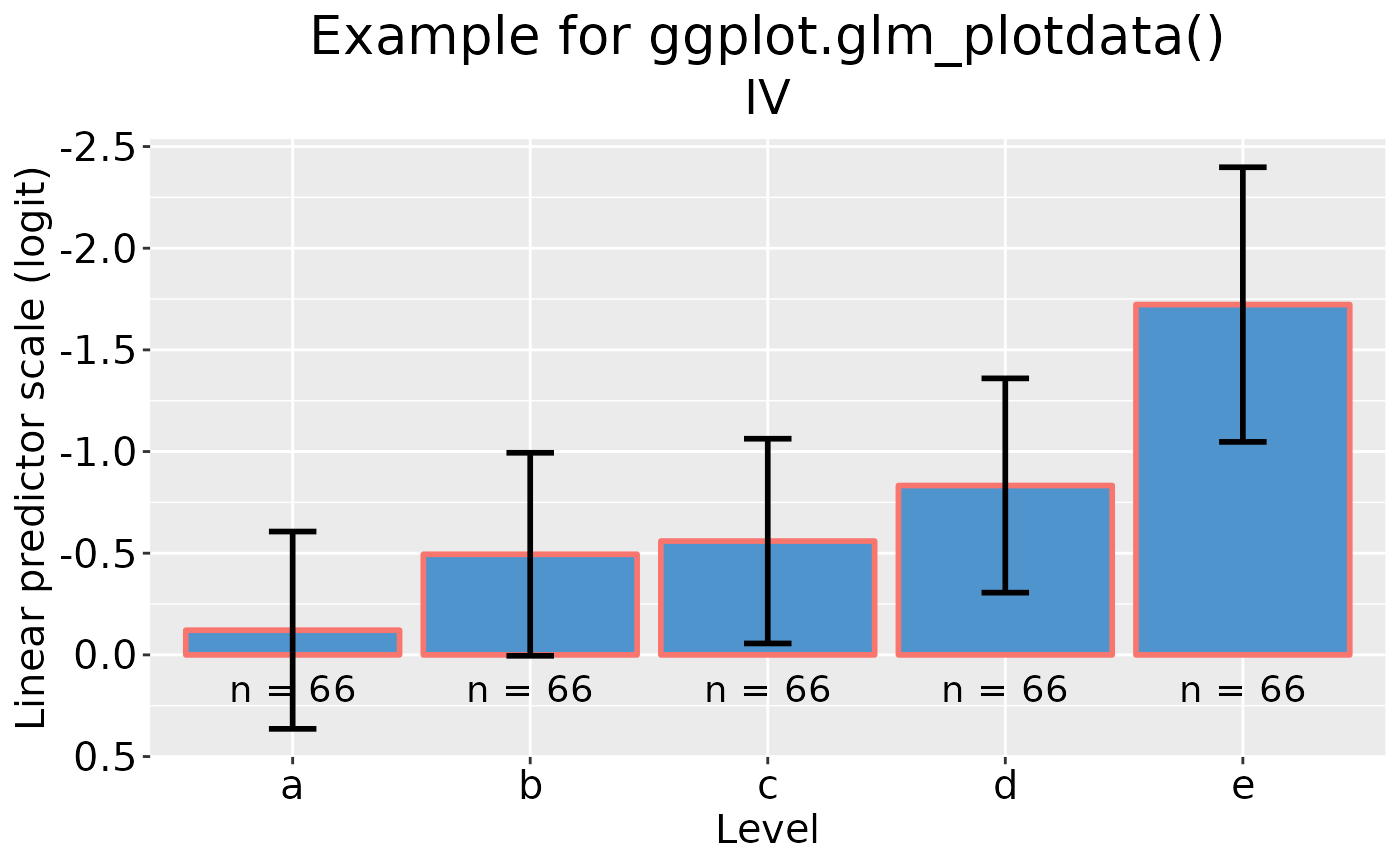 Example for ggplot.glm_plotdata()
IV
Linear predictor scale (logit)
-2.5
-2.0
-1.5
-1.0
-0.5
0.0
0.5
n = 66 n = 66 n = 66 n = 66 n = 66
a b c d e
Level